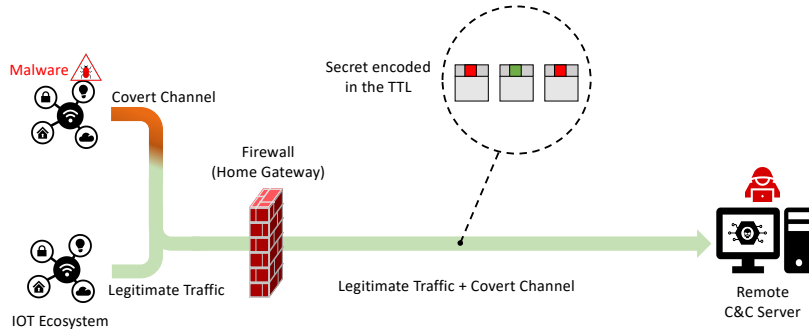 Malware
Covert Channel
Secret encoded
in the TTL
Firewall
(Home Gateway)
Legitimate Traffic
Legitimate Traffic + Covert Channel
IOT Ecosystem
Remote
C&C Server